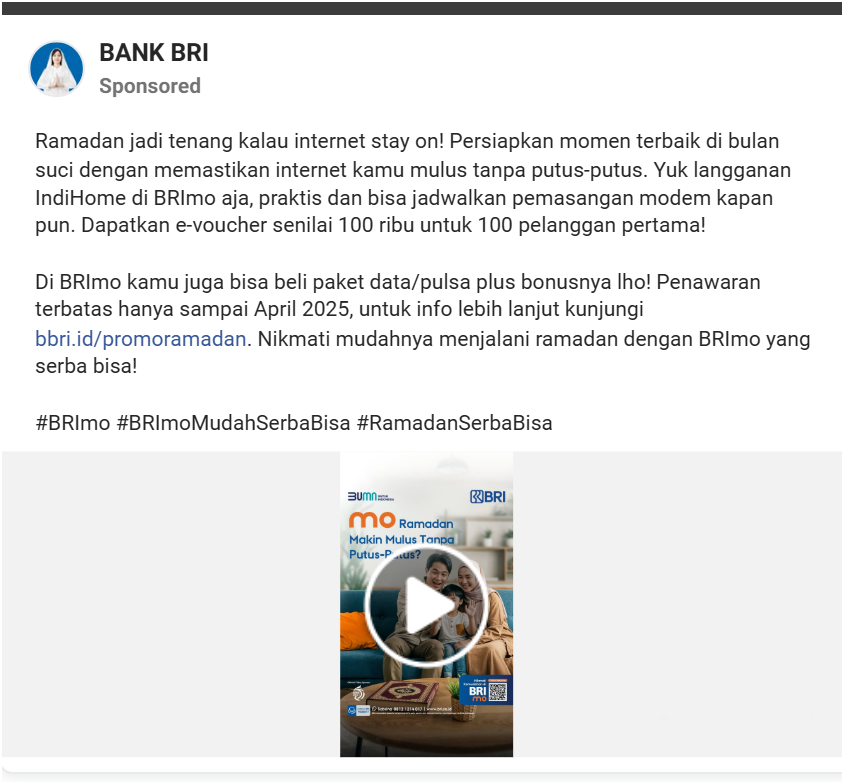 BANK BRI
Sponsored
Ramadan jadi tenang kalau internet stay on! Persiapkan momen terbaik di bulan
suci dengan memastikan internet kamu mulus tanpa putus-putus. Yuk langganan
IndiHome di BRImo aja, praktis dan bisa jadwalkan pemasangan modem kapan
pun. Dapatkan e-voucher senilai 100 ribu untuk 100 pelanggan pertama!
Di BRImo kamu juga bisa beli paket data/pulsa plus bonusnya lho! Penawaran
terbatas hanya sampai April 2025, untuk info lebih lanjut kunjungi
bbri.id/promoramadan. Nikmati mudahnya menjalani ramadan dengan BRImo yang
serba bisa!
#BRImo #BRImoMudahSerbaBisa #RamadanSerbaBisa
BUMN UNTUK INDONESIA
BRI
mo Ramadan
Makin Mulus Tanpa
Putus-Putus?
BRI
mo